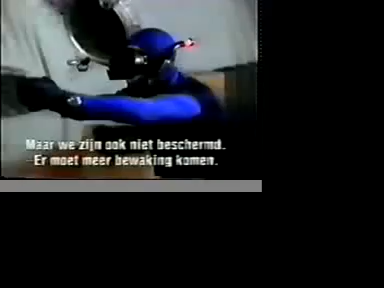 Maar we zijn ook niet beschermd.
-Er moet meer bewaking komen.